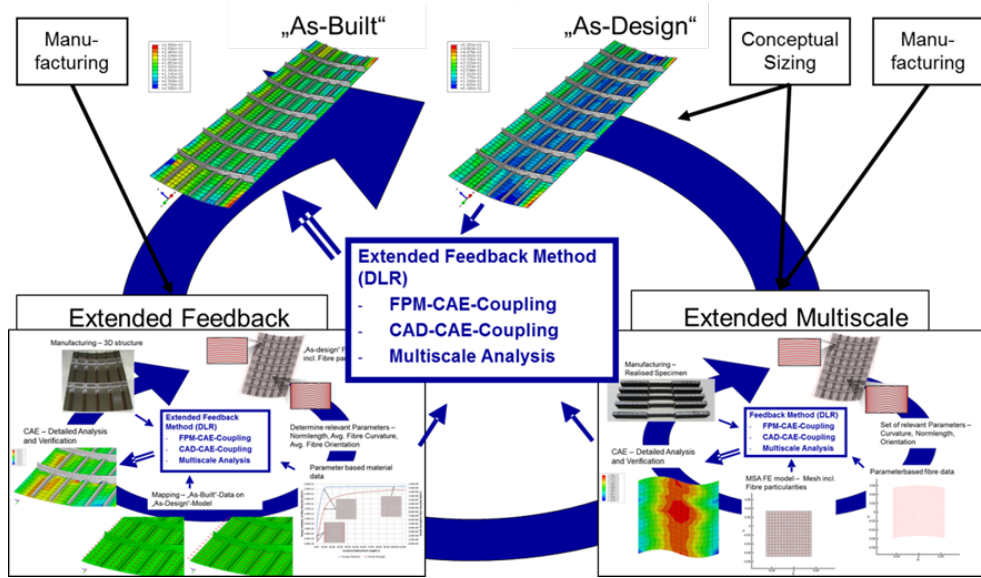 „As-Built“
„As-Design“
Manu-
facturing
Conceptual
Sizing
Manu-
facturing
Extended Feedback Method
(DLR)
- FPM-CAE-Coupling
- CAD-CAE-Coupling
- Multiscale Analysis
Extended Feedback
Manufacturing – 3D structure
„As-design“ F
incl. Fibre pa
Extended Feedback
Method (DLR)
- FPM-CAE-Coupling
- CAD-CAE-Coupling
- Multiscale Analysis
CAE – Detailed Analysis
and Verification
Determine relevant Parameters –
Normlength, Avg. Fibre Curvature,
Avg. Fibre Orientation
Parameter based material
data
Mapping – „As-Built“-Data on
„As-Design“-Model
Extended Multiscale
Manufacturing –
Realised Specimen
Feedback Method (DLR)
- FPM-CAE-Coupling
- CAD-CAE-Coupling
- Multiscale Analysis
CAE – Detailed Analysis
and Verification
Set of relevant Parameters –
Curvature, Normlength,
Orientation
MSA FE model – Mesh incl.
Fibre particularities
Parameterbased fibre data